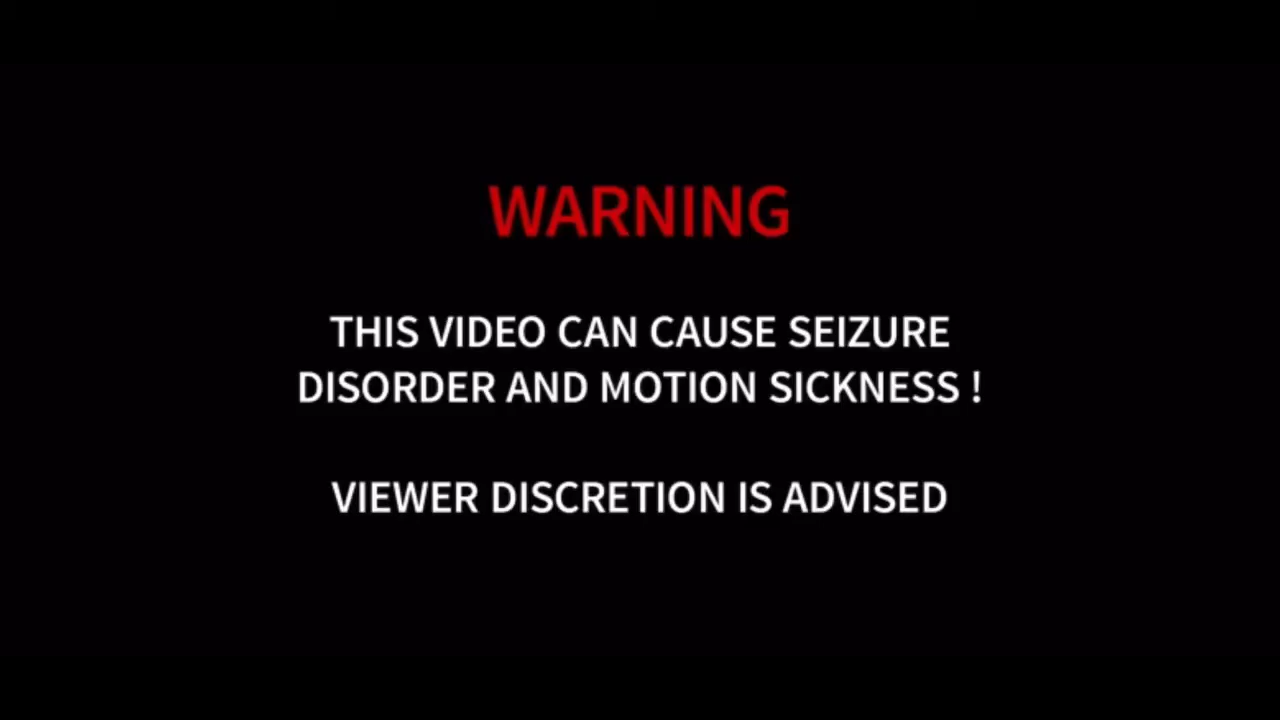 WARNING
THIS VIDEO CAN CAUSE SEIZURE
DISORDER AND MOTION SICKNESS !
VIEWER DISCRETION IS ADVISED